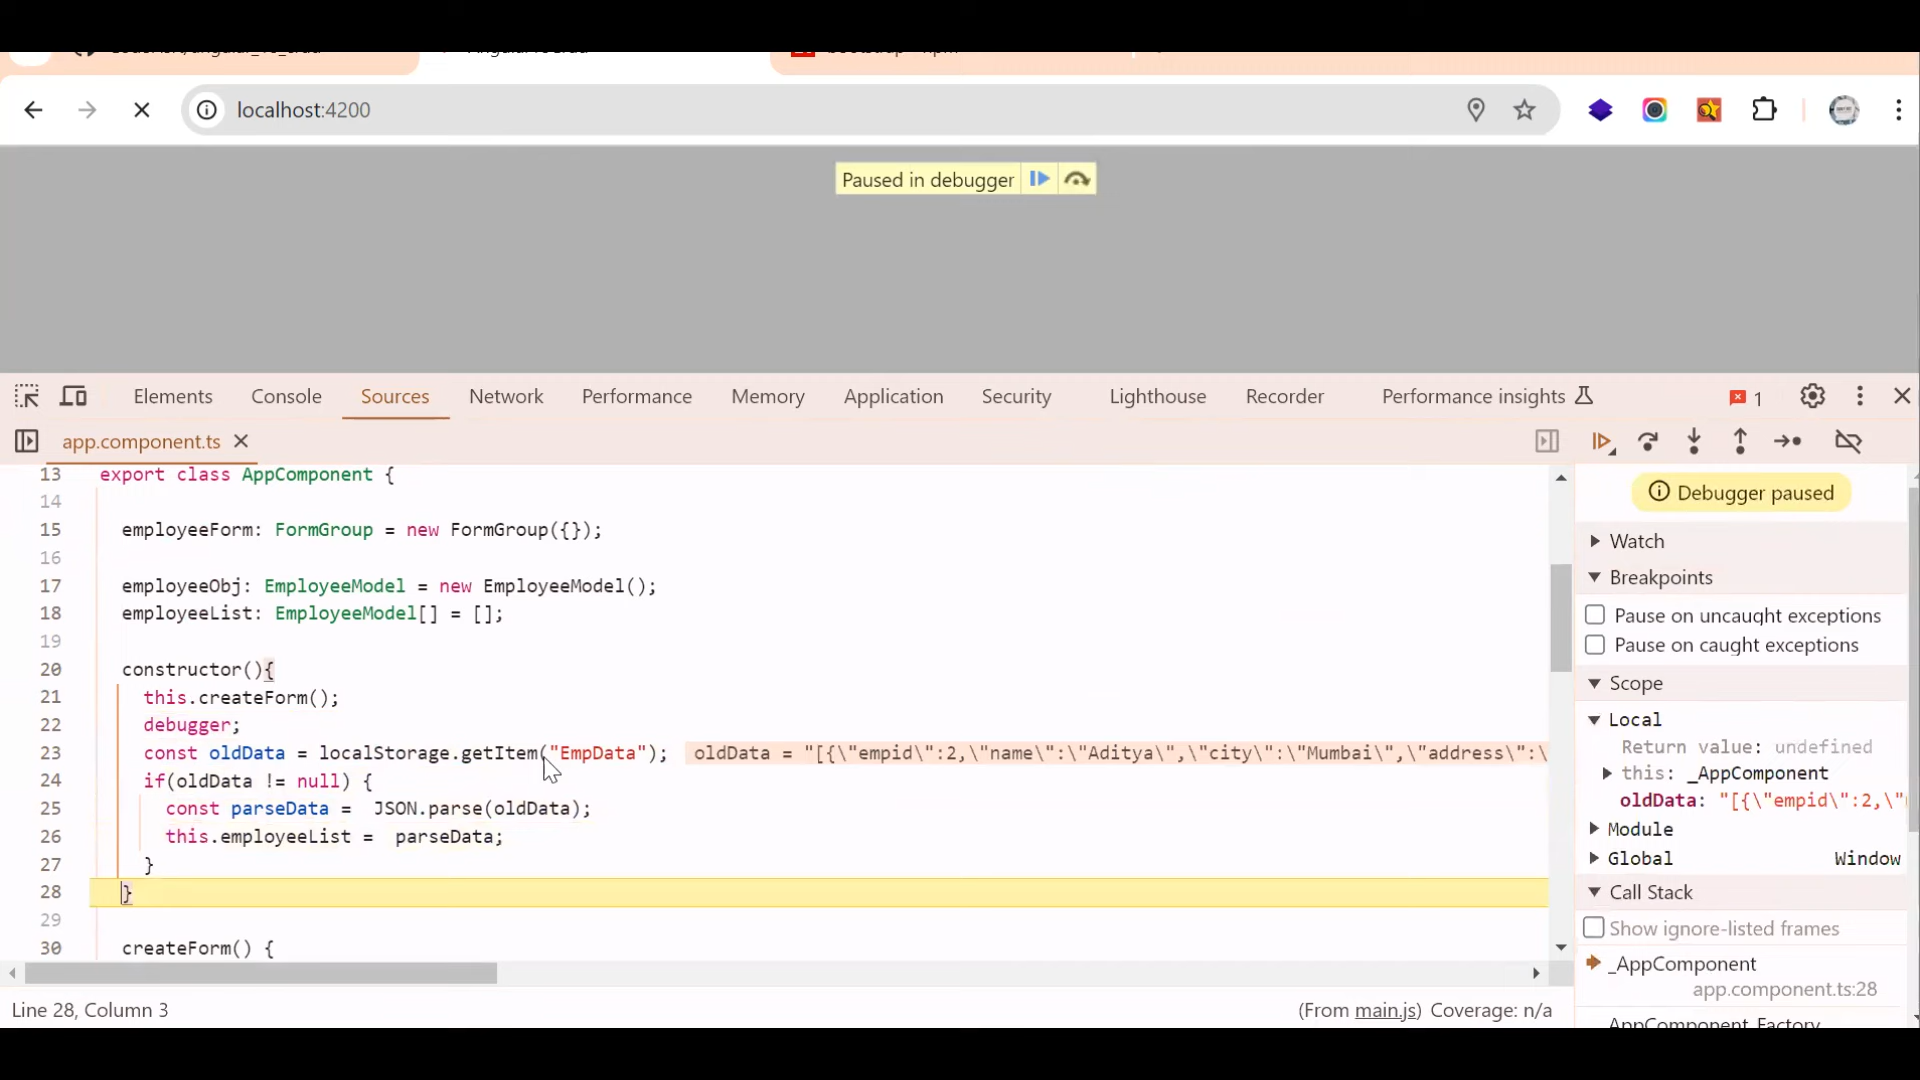 localhost:4200
Paused in debugger
Elements Console Sources Network Performance Memory Application Security Lighthouse Recorder Performance insights 1
app.component.ts
13 export class AppComponent {
14
15 employeeForm: FormGroup = new FormGroup({});
16
17 employeeObj: EmployeeModel = new EmployeeModel();
18 employeeList: EmployeeModel[] = [];
19
20 constructor(){
21 this.createForm();
22 debugger;
23 const oldData = localStorage.getItem("EmpData"); oldData = "[{\"empid\":2,\"name\":\"Aditya\",\"city\":\"Mumbai\",\"address\":\
24 if(oldData != null) {
25 const parseData = JSON.parse(oldData);
26 this.employeeList = parseData;
27 }
28 }
29
30 createForm() {
Line 28, Column 3
(From main.js) Coverage: n/a
Debugger paused
Watch
Breakpoints
Pause on uncaught exceptions
Pause on caught exceptions
Scope
Local
Return value: undefined
this: _AppComponent
oldData: "[{\"empid\":2,\"
Module
Global Window
Call Stack
Show ignore-listed frames
_AppComponent
app.component.ts:28